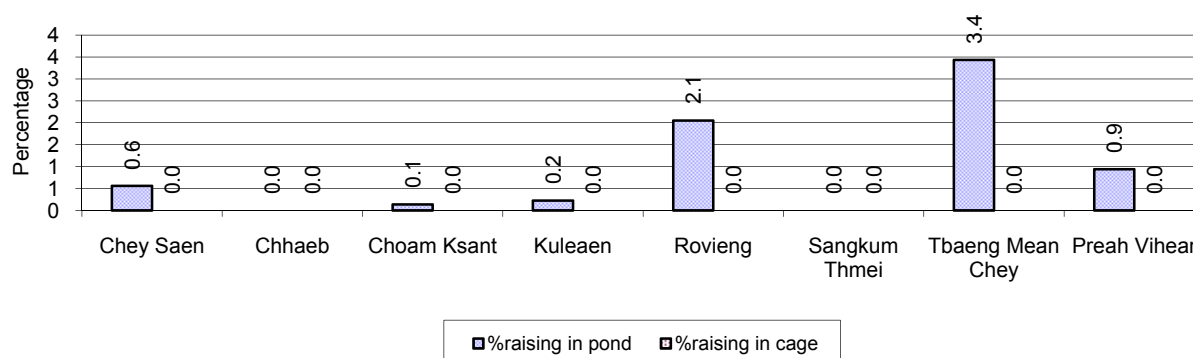 Percentage
4
4
3
3
2
2
1
1
0
0.6
0.0
0.0
0.0
0.1
0.0
0.2
0.0
2.1
0.0
0.0
0.0
3.4
0.0
0.9
0.0
Chey Saen
Chhaeb
Choam Ksant
Kuleaen
Rovieng
Sangkum
Thmei
Tbaeng Mean
Chey
Preah Vihear
%raising in pond
%raising in cage